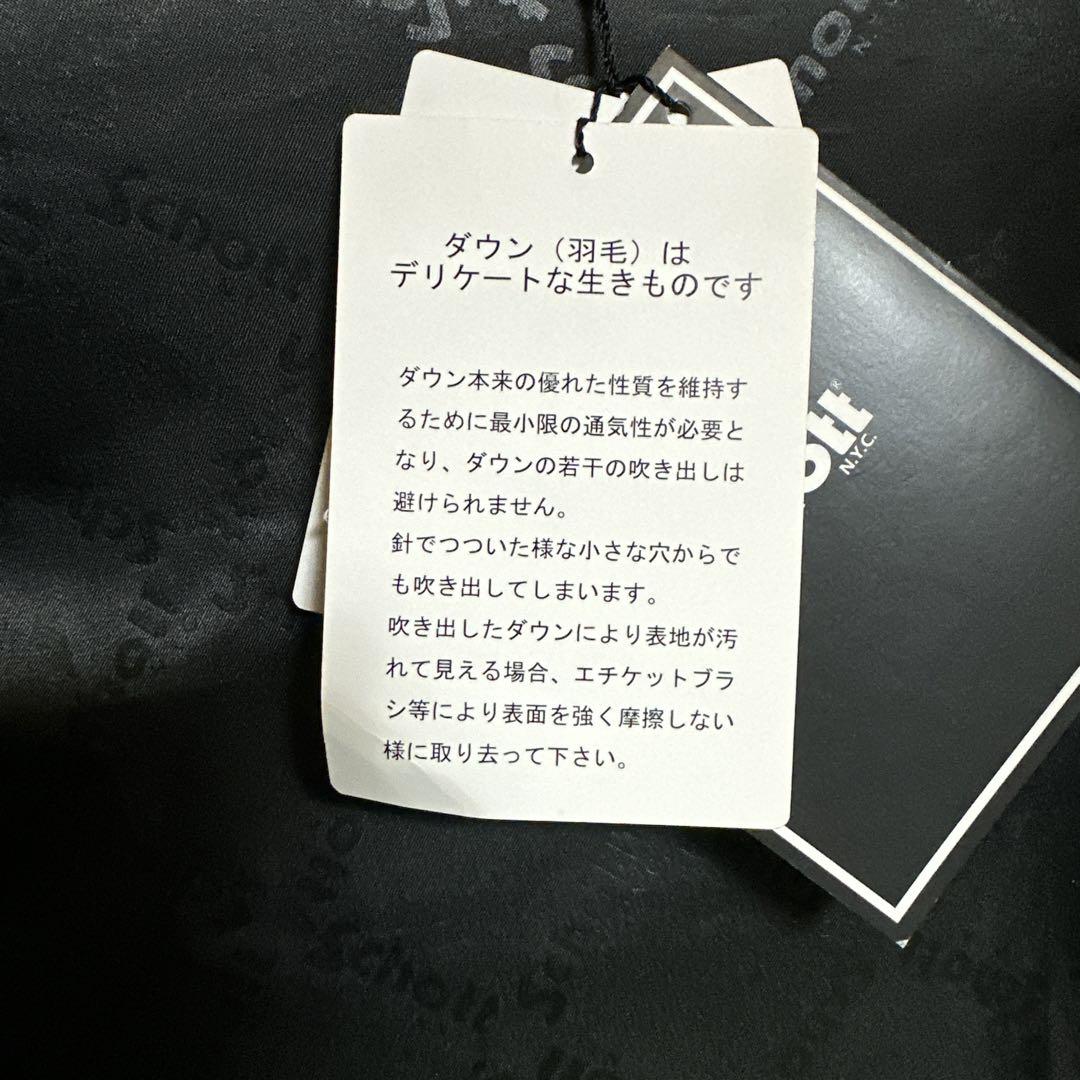 ダウン（羽毛）は
デリケートな生きものです
ダウン本来の優れた性質を維持す
るために最小限の通気性が必要と
なり、ダウンの若干の吹き出しは
避けられません。
針でつついた様な小さな穴からで
も吹き出してしまいます。
吹き出したダウンにより表地が汚
れて見える場合、エチケットブラ
シ等により表面を強く摩擦しない
様に取り去って下さい。
ott®
N.Y.C.
Schott
Schott